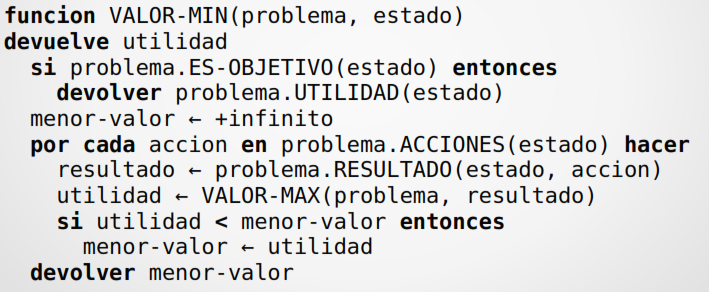 funcion VALOR-MIN(problema, estado)
devuelve utilidad
  si problema.ES-OBJETIVO(estado) entonces
    devolver problema.UTILIDAD(estado)
  menor-valor ← +infinito
  por cada accion en problema.ACCIONES(estado) hacer
    resultado ← problema.RESULTADO(estado, accion)
    utilidad ← VALOR-MAX(problema, resultado)
    si utilidad < menor-valor entonces
      menor-valor ← utilidad
  devolver menor-valor